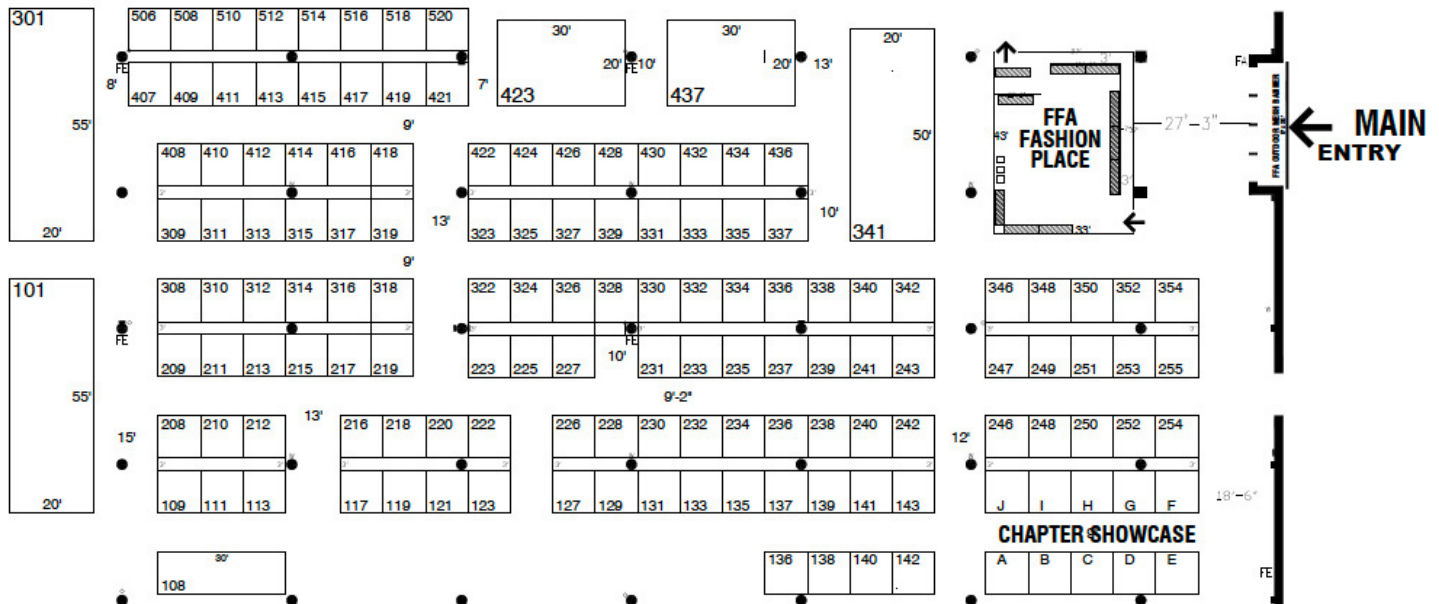 301
506 508 510 512 514 516 518 520
30'
30'
20'
FE
20' FE 10'
20' 13'
FA
8'
7'
407 409 411 413 415 417 419 421
423
437
3'
55'
9'
50'
43'
FFA
FASHION
PLACE
27'-3"
FFA OUTDOOR MESH BANNER
MAIN
ENTRY
408 410 412 414 416 418
422 424 426 428 430 432 434 436
3'
13'
10'
20'
309 311 313 315 317 319
323 325 327 329 331 333 335 337
341
33'
9'
101
308 310 312 314 316 318
322 324 326 328 330 332 334 336 338 340 342
346 348 350 352 354
FE
FE
10'
209 211 213 215 217 219
223 225 227 231 233 235 237 239 241 243
247 249 251 253 255
55'
9'-2"
15'
208 210 212
13'
216 218 220 222
226 228 230 232 234 236 238 240 242
12'
246 248 250 252 254
18'-6"
20'
109 111 113
117 119 121 123
127 129 131 133 135 137 139 141 143
J I H G F
CHAPTER SHOWCASE
30'
108
136 138 140 142
A B C D E
FE